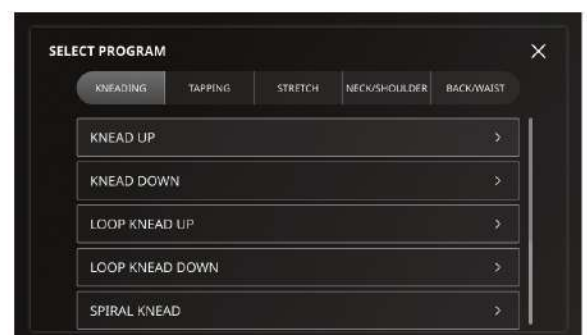 SELECT PROGRAM
KNEADING TAPPING STRETCH NECK/SHOULDER BACK/WAIST
KNEAD UP
KNEAD DOWN
LOOP KNEAD UP
LOOP KNEAD DOWN
SPIRAL KNEAD